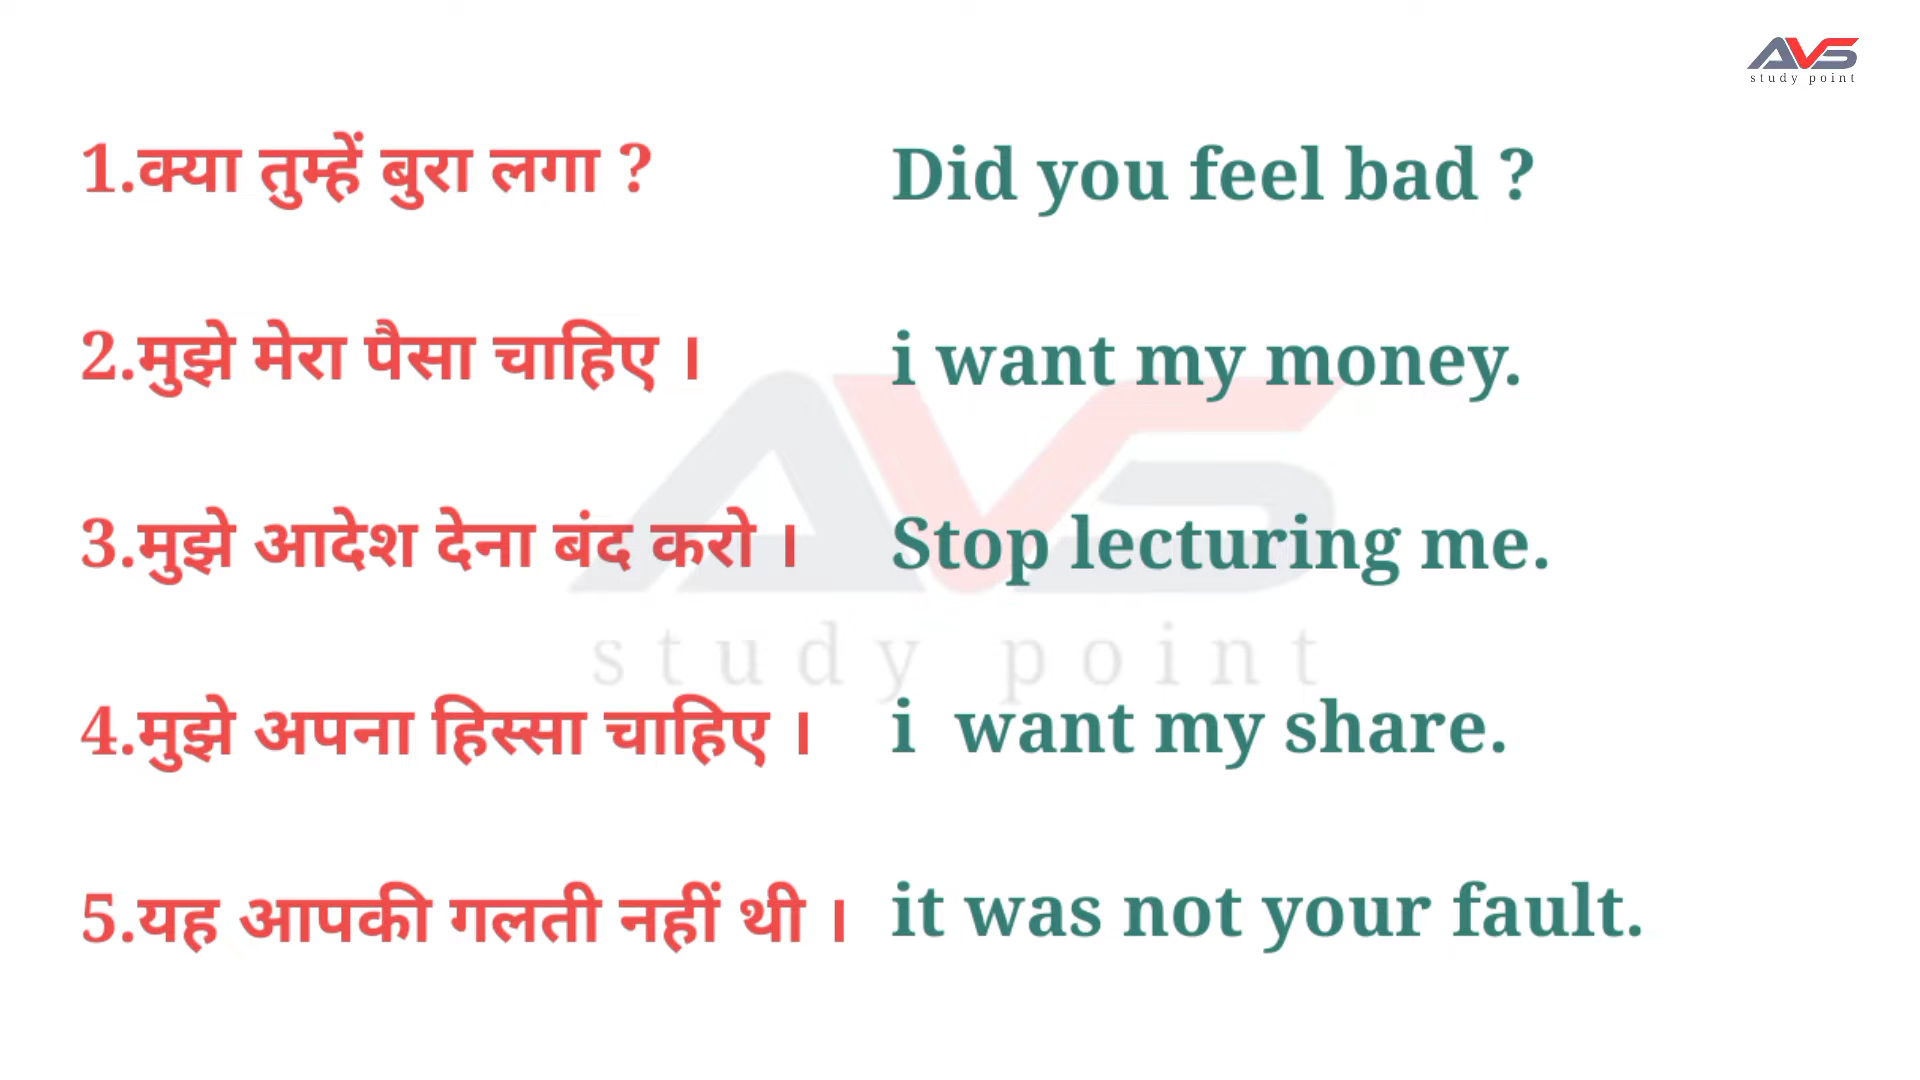 AVS
study point
1.क्या तुम्हें बुरा लगा ? Did you feel bad ?
2.मुझे मेरा पैसा चाहिए । i want my money.
3.मुझे आदेश देना बंद करो । Stop lecturing me.
AVS
study point
4.मुझे अपना हिस्सा चाहिए । i  want my share.
5.यह आपकी गलती नहीं थी । it was not your fault.